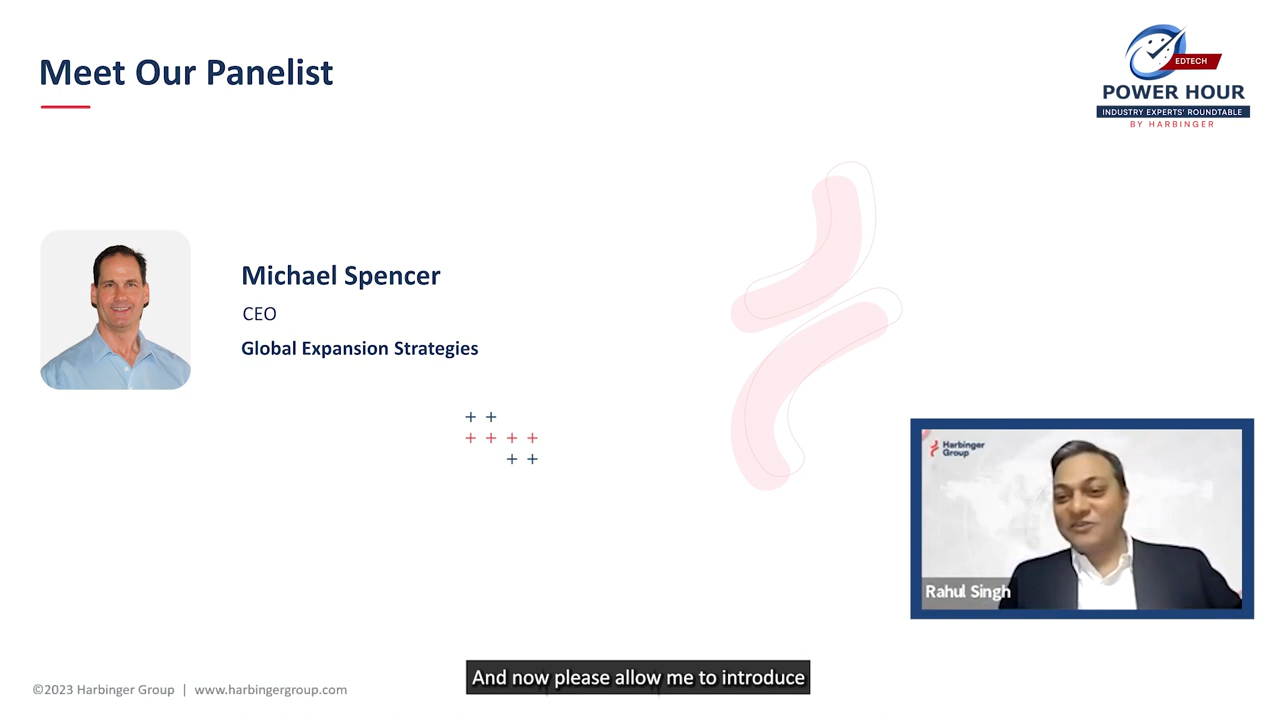 Meet Our Panelist
EDTECH
POWER HOUR
INDUSTRY EXPERTS' ROUNDTABLE
BY HARBINGER
Michael Spencer
CEO
Global Expansion Strategies
Harbinger
Group
Rahul Singh
And now please allow me to introduce
©2023 Harbinger Group | www.harbingergroup.com